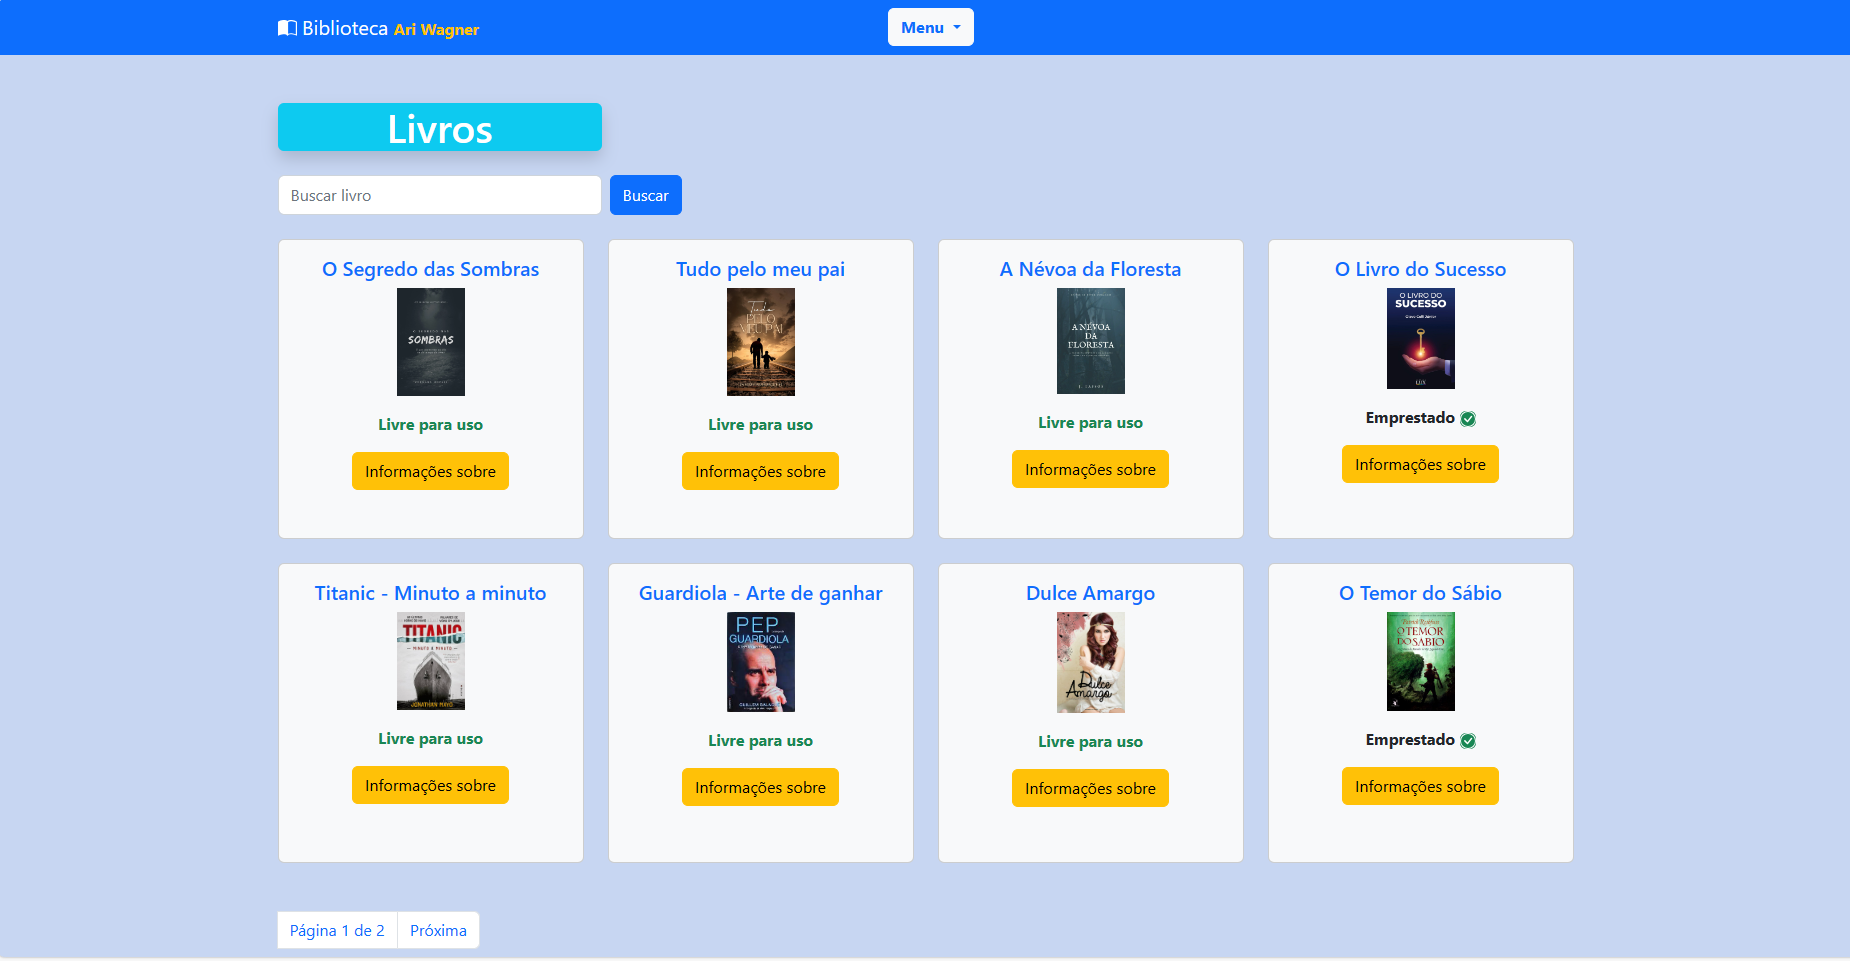 Biblioteca Ari Wagner
Menu
Livros
Buscar livro
Buscar
O Segredo das Sombras
SOMBRAS
Livre para uso
Informações sobre
Tudo pelo meu pai
Tudo
PELO
MEU PAI
Livre para uso
Informações sobre
A Névoa da Floresta
A NÉVOA
DA
FLORESTA
Livre para uso
Informações sobre
O Livro do Sucesso
O LIVRO DO
SUCESSO
Emprestado
Informações sobre
Titanic - Minuto a minuto
TITANIC
MINUTO A MINUTO
JONATHAN MAYO
Livre para uso
Informações sobre
Guardiola - Arte de ganhar
PEP
GUARDIOLA
Livre para uso
Informações sobre
Dulce Amargo
Dulce
Amargo
Livre para uso
Informações sobre
O Temor do Sábio
O TEMOR
DO SÁBIO
Emprestado
Informações sobre
Página 1 de 2
Próxima